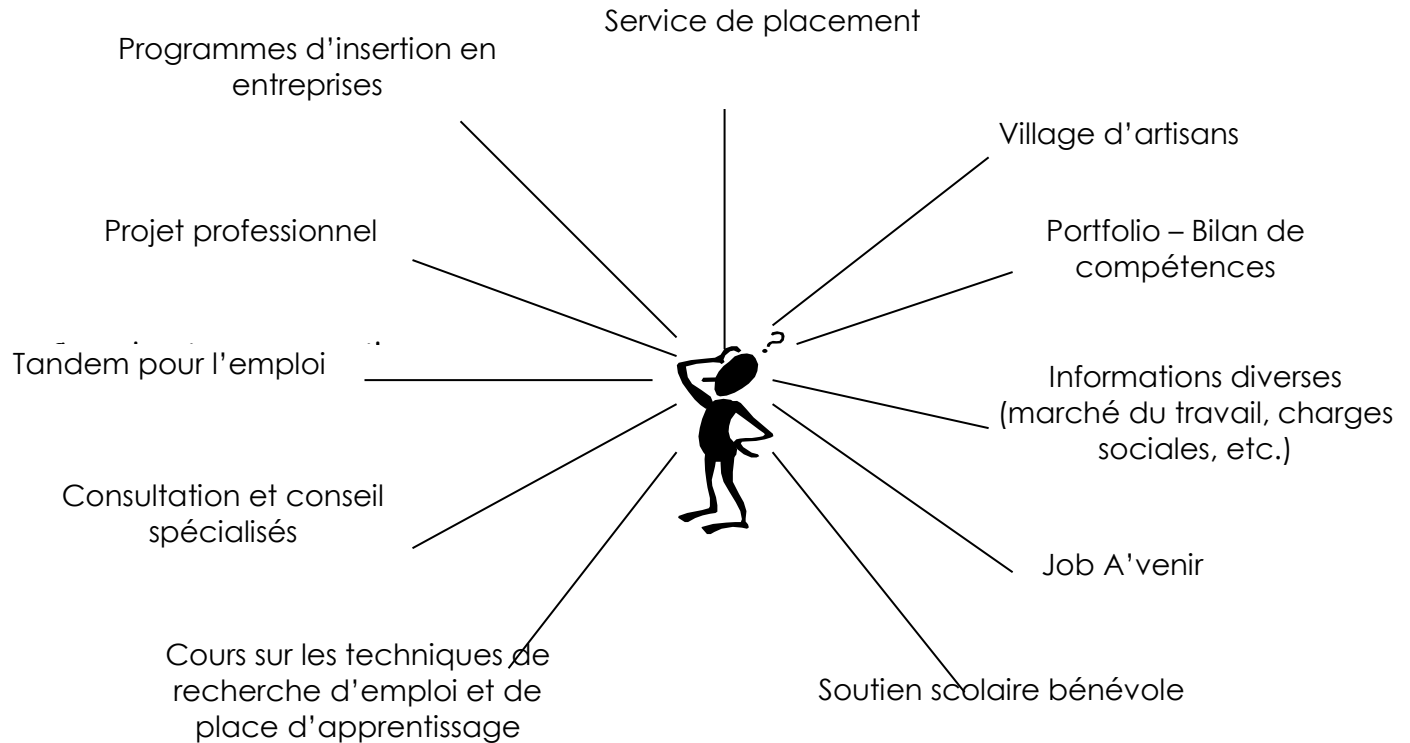 Service de placement
Programmes d’insertion en
entreprises
Village d’artisans
Projet professionnel
Portfolio – Bilan de
compétences
Tandem pour l’emploi
Informations diverses
(marché du travail, charges
sociales, etc.)
Consultation et conseil
spécialisés
Job A’venir
Cours sur les techniques de
recherche d’emploi et de
place d’apprentissage
Soutien scolaire bénévole
?